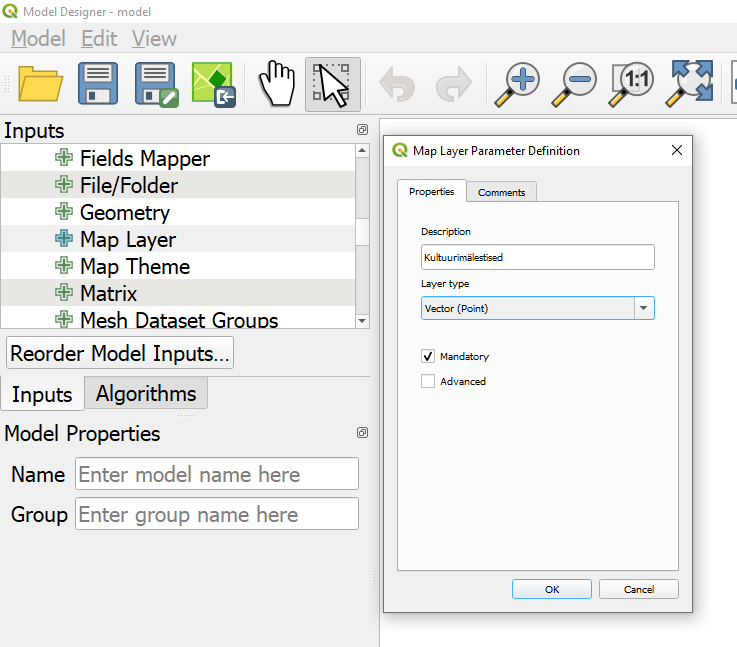 Model Designer - model
Model Edit View
1:1
Inputs
Fields Mapper
File/Folder
Geometry
Map Layer
Map Theme
Matrix
Mesh Dataset Groups
Reorder Model Inputs...
Inputs Algorithms
Model Properties
Name Enter model name here
Group Enter group name here
Map Layer Parameter Definition
Properties Comments
Description
Kultuurimälestised
Layer type
Vector (Point)
Mandatory
Advanced
OK Cancel